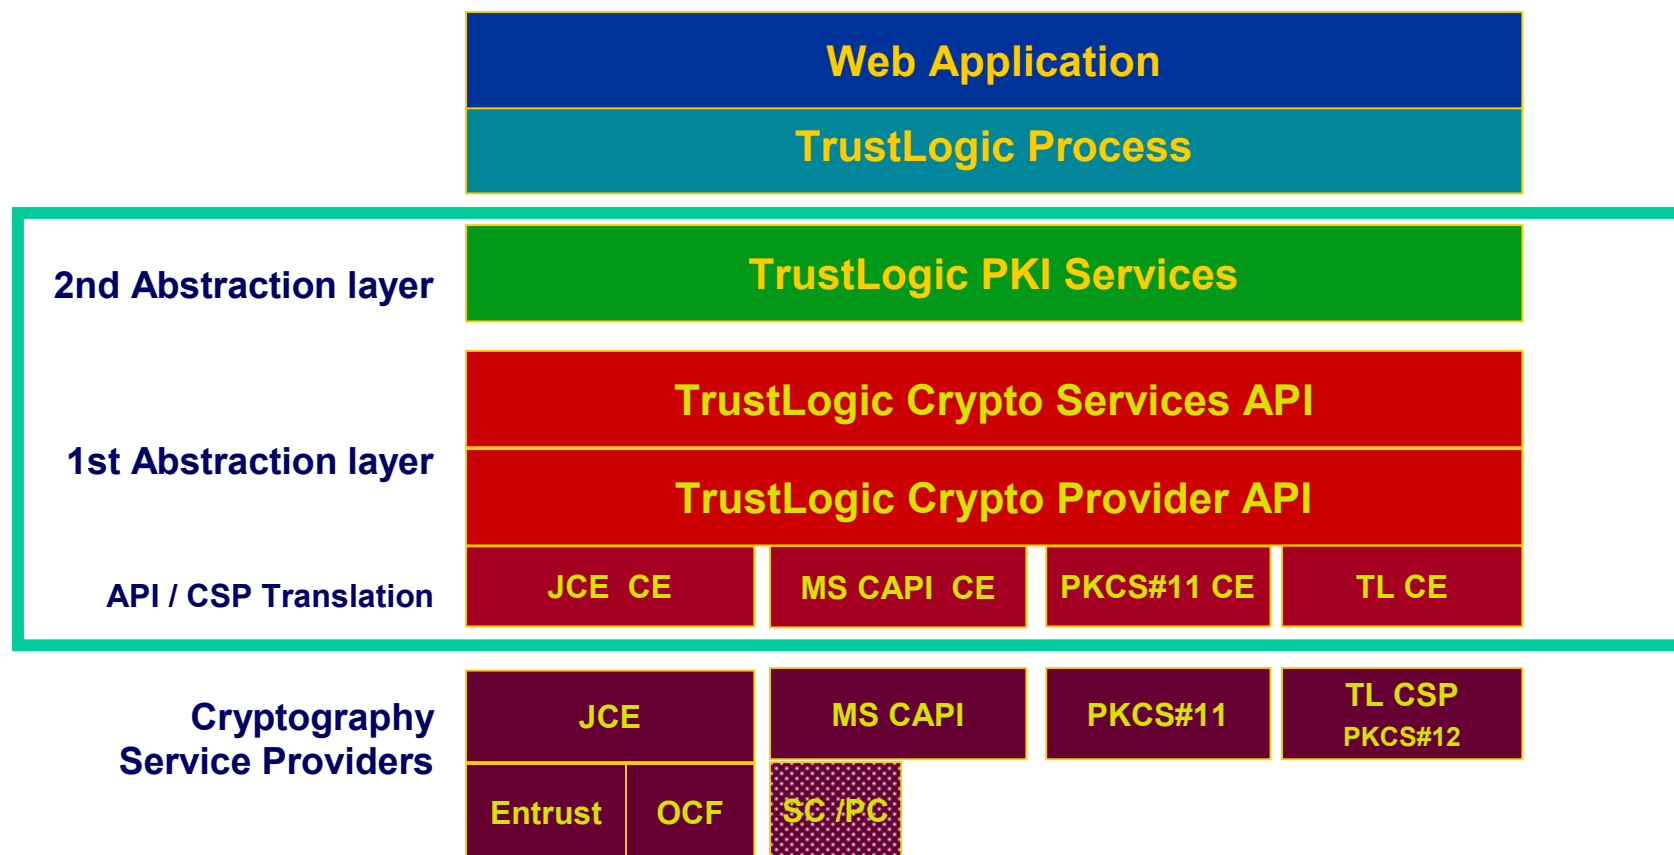 Web Application
TrustLogic Process
2nd Abstraction layer
TrustLogic PKI Services
TrustLogic Crypto Services API
1st Abstraction layer
TrustLogic Crypto Provider API
API / CSP Translation
JCE CE
MS CAPI CE
PKCS#11 CE
TL CE
Cryptography
Service Providers
JCE
MS CAPI
PKCS#11
TL CSP
PKCS#12
Entrust
OCF
SC /PC